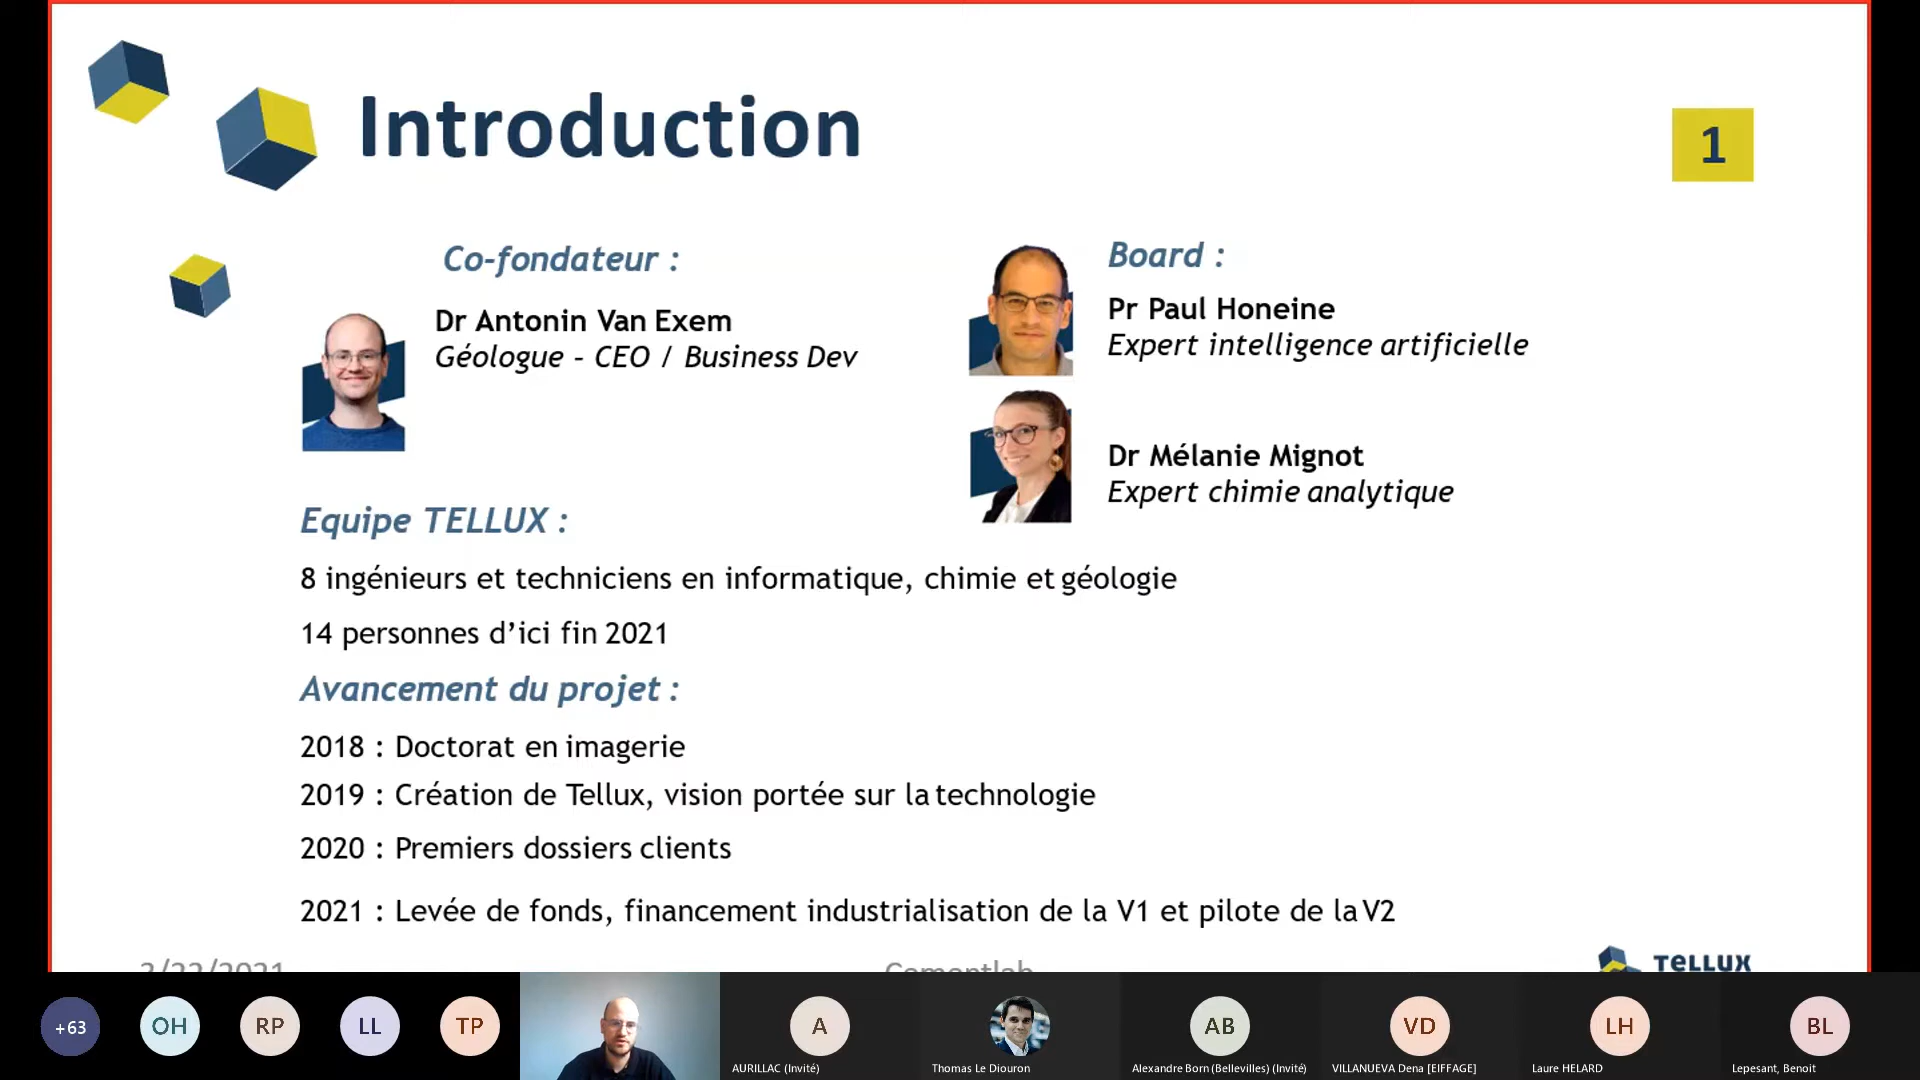 Introduction
1
Co-fondateur :
Dr Antonin Van Exem
Géologue - CEO / Business Dev
Board :
Pr Paul Honeine
Expert intelligence artificielle
Dr Mélanie Mignot
Expert chimie analytique
Equipe TELLUX :
8 ingénieurs et techniciens en informatique, chimie et géologie
14 personnes d’ici fin 2021
Avancement du projet :
2018 : Doctorat en imagerie
2019 : Création de Tellux, vision portée sur la technologie
2020 : Premiers dossiers clients
2021 : Levée de fonds, financement industrialisation de la V1 et pilote de la V2
TELLUX
+63
OH
RP
LL
TP
A
AB
VD
LH
BL
AURILLAC (Invité)
Thomas Le Diouron
Alexandre Born (Bellevilles) (Invité)
VILLANUEVA Dena [EIFFAGE]
Laure HELARD
Lepesant, Benoit